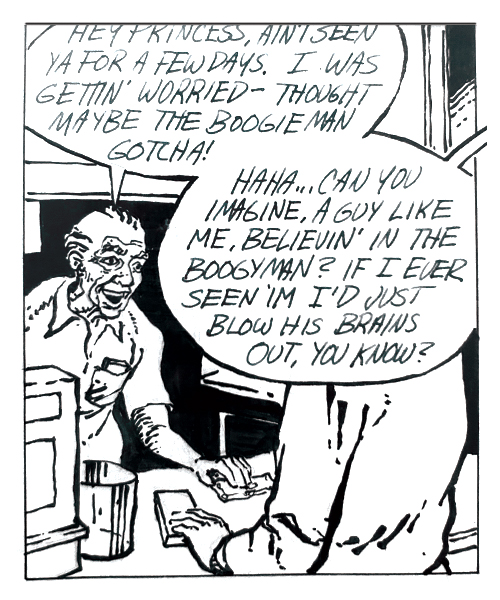 HEY PRINCESS, AIN'T SEEN
YA FOR A FEW DAYS. I WAS
GETTIN' WORRIED - THOUGHT
MAYBE THE BOOGIEMAN
GOTCHA!
HAHA... CAN YOU
IMAGINE, A GUY LIKE
ME, BELIEVIN' IN THE
BOOGYMAN? IF I EVER
SEEN 'IM I'D JUST
BLOW HIS BRAINS
OUT, YOU KNOW?